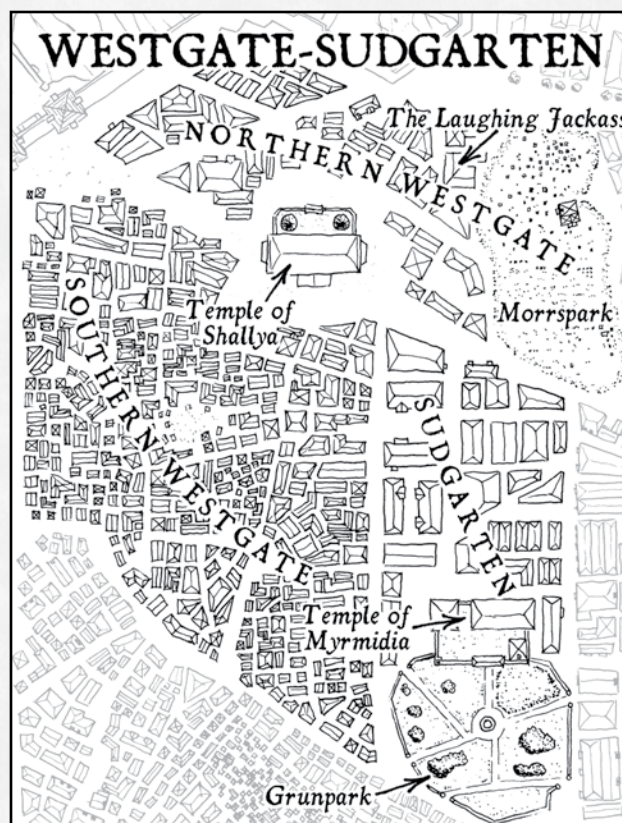 WESTGATE-SUDGARTEN
The Laughing Jackass
NORTHERN WESTGATE
Morrspark
Temple of
Shallya
SOUTHERN WESTGATE
SUDGARTEN
Temple of
Myrmidia
Grunpark